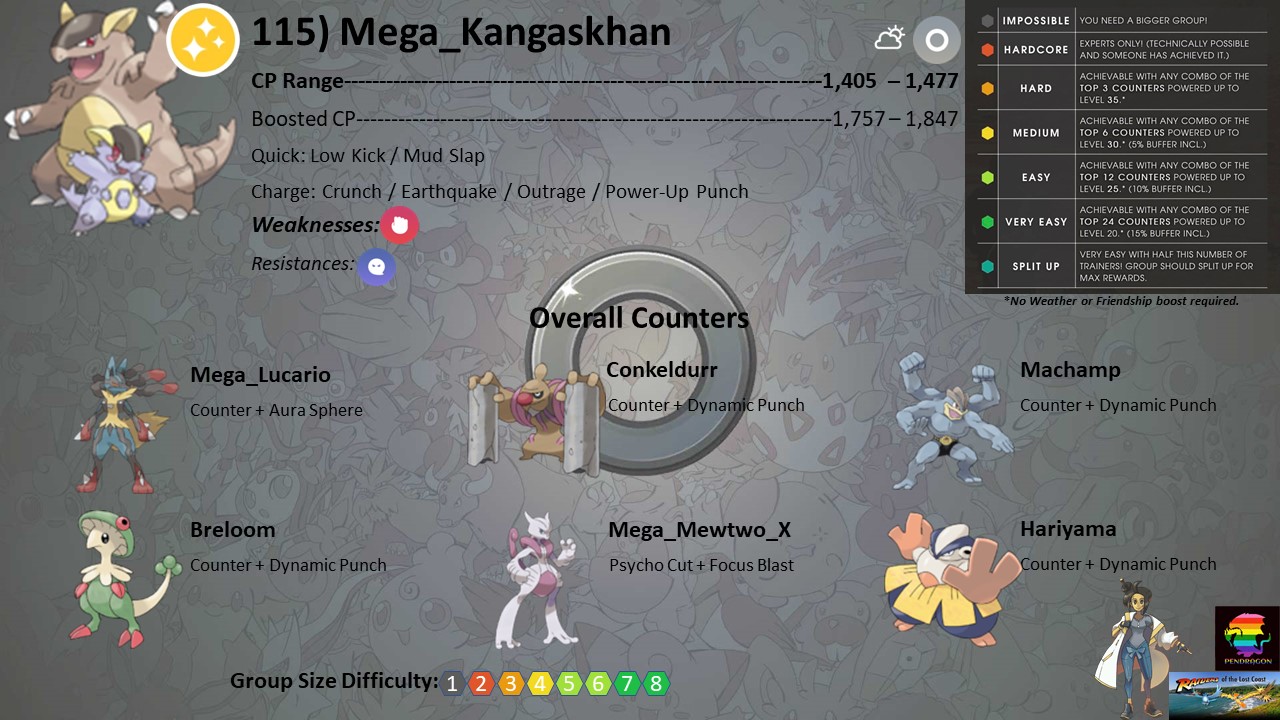 115) Mega_Kangaskhan
CP Range--------------------------------------------------------------------1,405 – 1,477
Boosted CP--------------------------------------------------------------------1,757 – 1,847
Quick: Low Kick / Mud Slap
Charge: Crunch / Earthquake / Outrage / Power-Up Punch
Weaknesses:
Resistances:
IMPOSSIBLE YOU NEED A BIGGER GROUP!
HARDCORE EXPERTS ONLY! (TECHNICALLY POSSIBLE
AND SOMEONE HAS ACHIEVED IT.)
HARD ACHIEVABLE WITH ANY COMBO OF THE
TOP 3 COUNTERS POWERED UP TO
LEVEL 35.*
MEDIUM ACHIEVABLE WITH ANY COMBO OF THE
TOP 6 COUNTERS POWERED UP TO
LEVEL 30.* (5% BUFFER INCL.)
EASY ACHIEVABLE WITH ANY COMBO OF THE
TOP 12 COUNTERS POWERED UP TO
LEVEL 25.* (10% BUFFER INCL.)
VERY EASY ACHIEVABLE WITH ANY COMBO OF THE
TOP 24 COUNTERS POWERED UP TO
LEVEL 20.* (15% BUFFER INCL.)
SPLIT UP VERY EASY WITH HALF THIS NUMBER OF
TRAINERS! GROUP SHOULD SPLIT UP FOR
MAX REWARDS.
*No Weather or Friendship boost required.
Overall Counters
Mega_Lucario
Counter + Aura Sphere
Conkeldurr
Counter + Dynamic Punch
Machamp
Counter + Dynamic Punch
Breloom
Counter + Dynamic Punch
Mega_Mewtwo_X
Psycho Cut + Focus Blast
Hariyama
Counter + Dynamic Punch
Group Size Difficulty: 1 2 3 4 5 6 7 8
PENDRAGON
RAIDERS of the Lost Coast